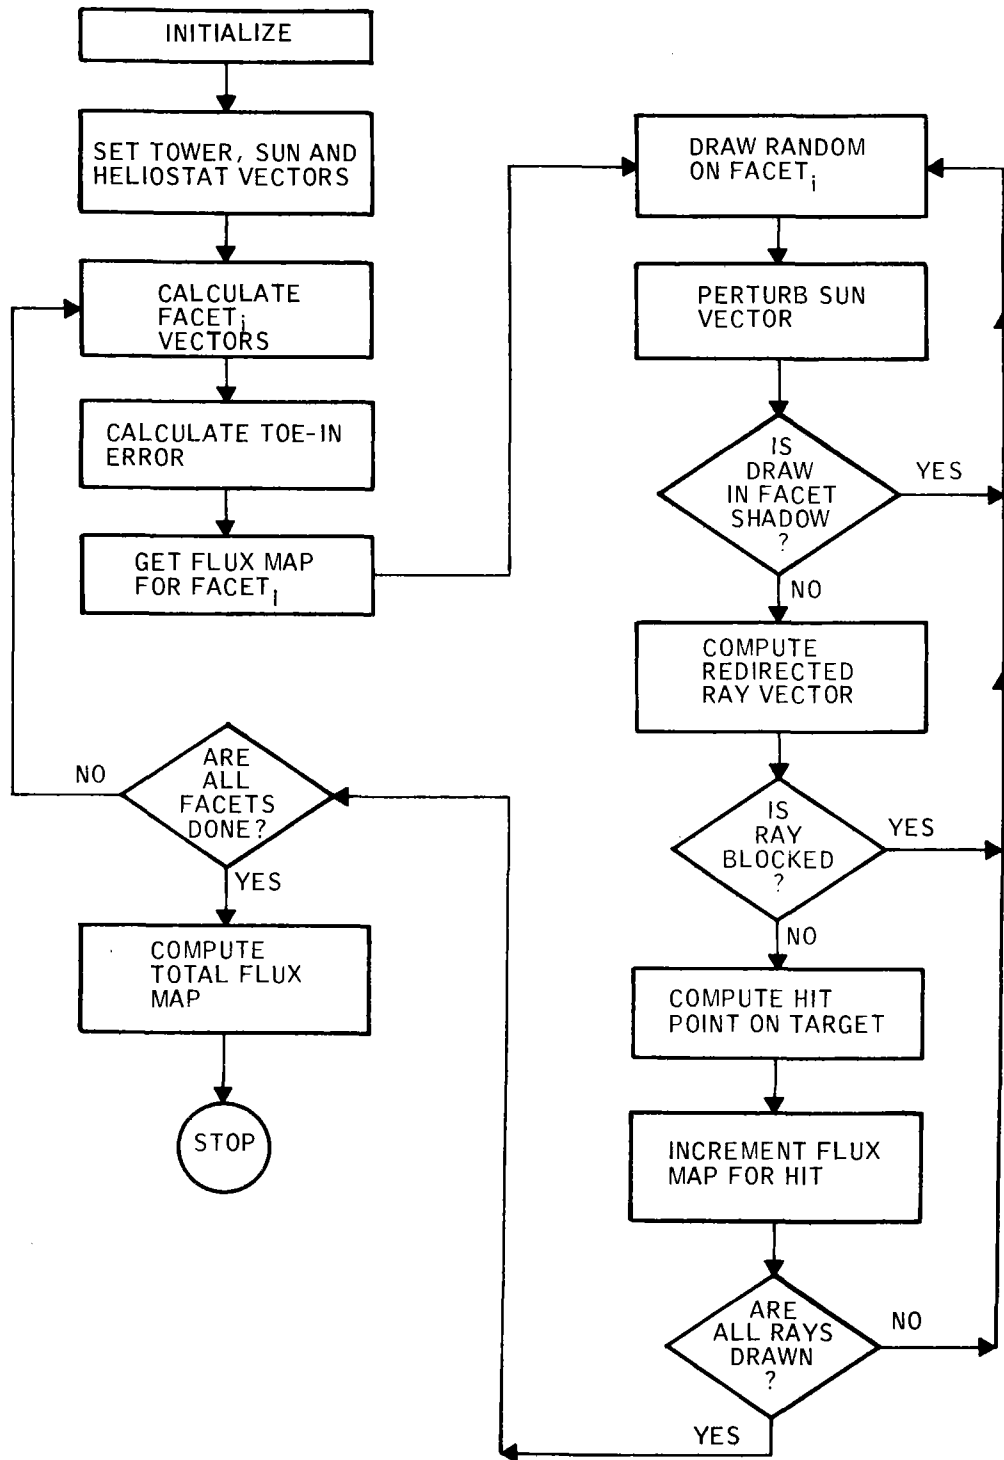 INITIALIZE
SET TOWER, SUN AND
HELIOSTAT VECTORS
CALCULATE
FACET i
VECTORS
CALCULATE TOE-IN
ERROR
GET FLUX MAP
FOR FACET i
ARE
ALL
FACETS
DONE?
NO
YES
COMPUTE
TOTAL FLUX
MAP
STOP
DRAW RANDOM
ON FACET i
PERTURB SUN
VECTOR
IS
DRAW
IN FACET
SHADOW
?
YES
NO
COMPUTE
REDIRECTED
RAY VECTOR
IS
RAY
BLOCKED
?
YES
NO
COMPUTE HIT
POINT ON TARGET
INCREMENT FLUX
MAP FOR HIT
ARE
ALL RAYS
DRAWN
?
NO
YES